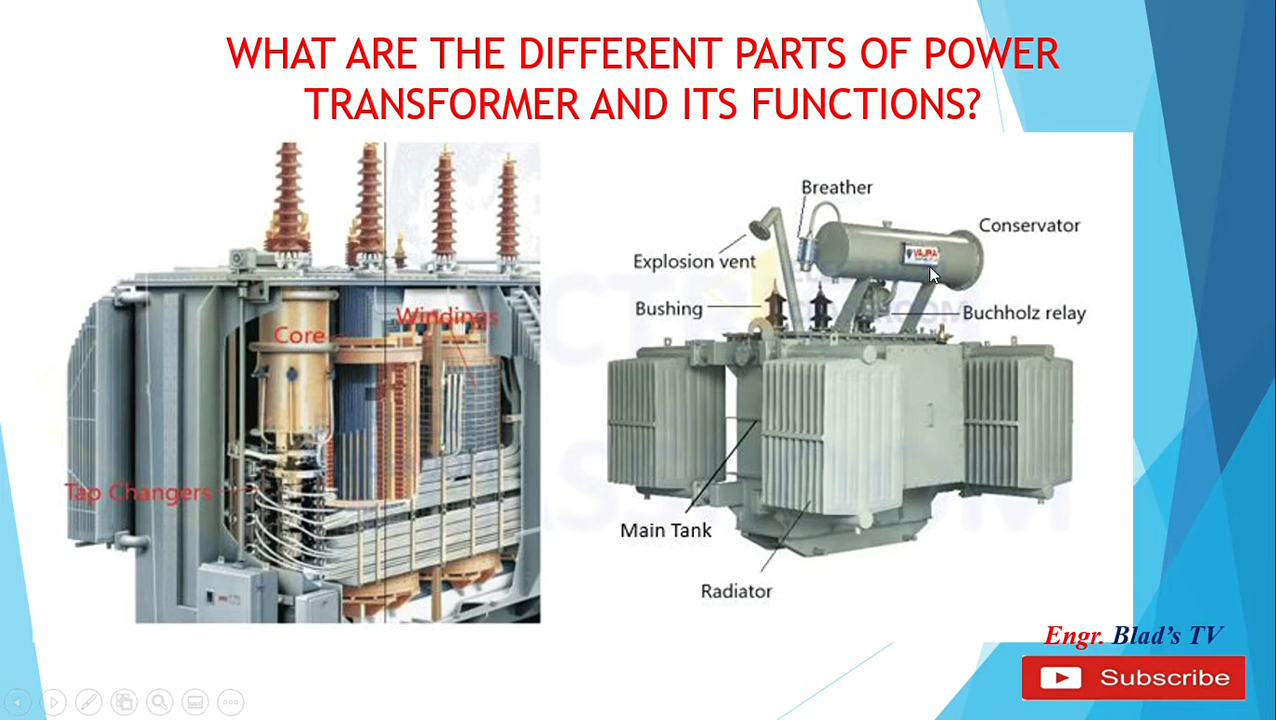 WHAT ARE THE DIFFERENT PARTS OF POWER
TRANSFORMER AND ITS FUNCTIONS?
Core
Windings
Tap Changers
Breather
Conservator
Explosion vent
VAJRA
Bushing
Buchholz relay
Main Tank
Radiator
Engr. Blad's TV
Subscribe